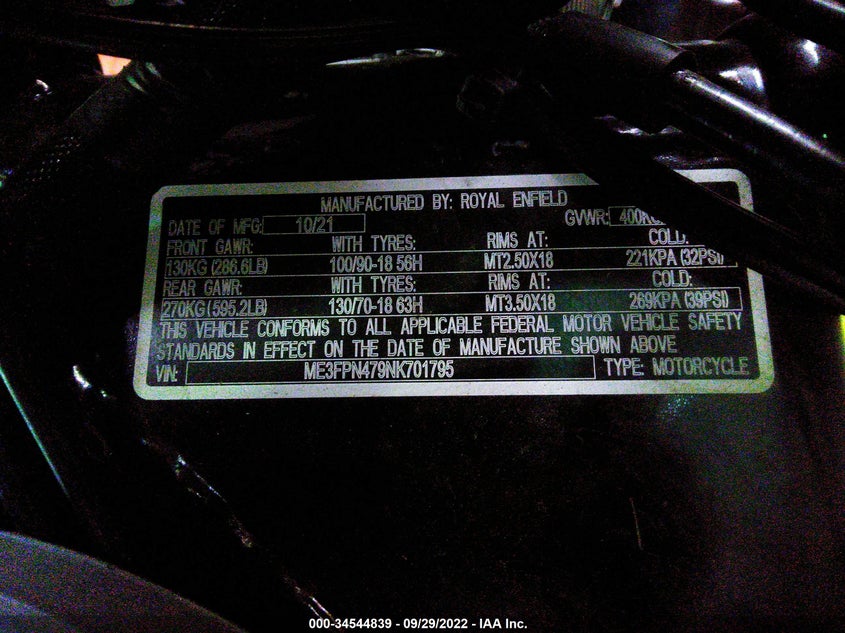 MANUFACTURED BY: ROYAL ENFIELD
DATE OF MFG: 10/21 GVWR: 400KG
FRONT GAWR: WITH TYRES: RIMS AT: COLD:
130KG (286.6LB) 100/90-18 56H MT2.50X18 221KPA (32PSI)
REAR GAWR: WITH TYRES: RIMS AT: COLD:
270KG (595.2LB) 130/70-18 63H MT3.50X18 269KPA (39PSI)
THIS VEHICLE CONFORMS TO ALL APPLICABLE FEDERAL MOTOR VEHICLE SAFETY
STANDARDS IN EFFECT ON THE DATE OF MANUFACTURE SHOWN ABOVE
VIN: ME3FPN479NK701795 TYPE: MOTORCYCLE
000-34544839 - 09/29/2022 - IAA Inc.